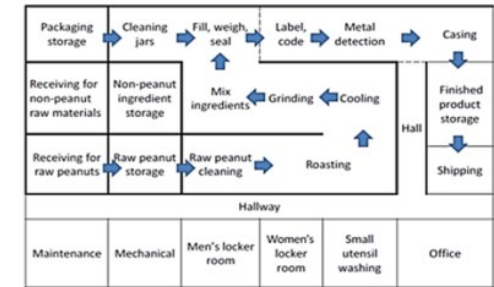 Packaging
storage
Cleaning
jars
Fill, weigh,
seal
Label,
code
Metal
detection
Casing
Receiving for
non-peanut
raw materials
Non-peanut
ingredient
storage
Mix
ingredients
Grinding
Cooling
Hall
Finished
product
storage
Receiving for
raw peanuts
Raw peanut
storage
Raw peanut
cleaning
Roasting
Shipping
Hallway
Maintenance
Mechanical
Men's locker
room
Women's
locker
room
Small
utensil
washing
Office